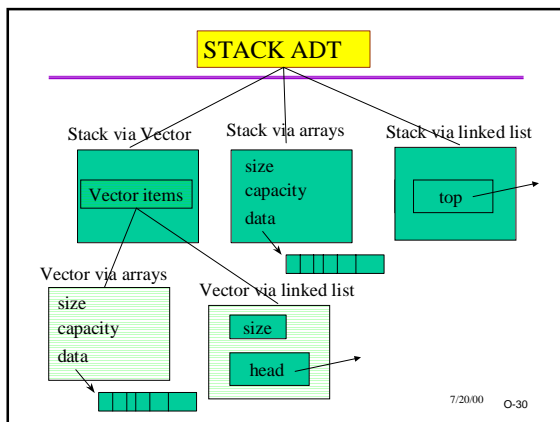 STACK ADT
Stack via Vector
Stack via arrays
Stack via linked list
Vector items
size
capacity
data
top
Vector via arrays
size
capacity
data
Vector via linked list
size
head
7/20/00
O-30